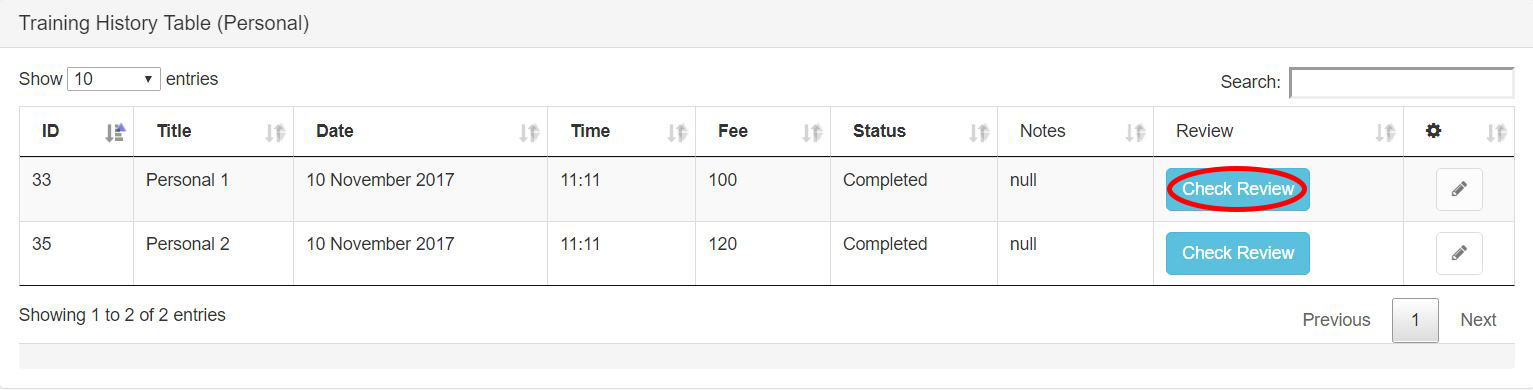 Training History Table (Personal)
Show 10 entries
Search:
ID Title Date Time Fee Status Notes Review
33 Personal 1 10 November 2017 11:11 100 Completed null Check Review
35 Personal 2 10 November 2017 11:11 120 Completed null Check Review
Showing 1 to 2 of 2 entries
Previous 1 Next